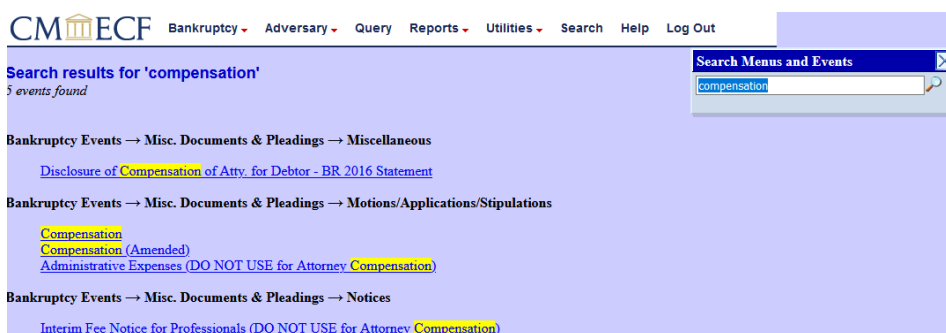 CM ECF Bankruptcy Adversary Query Reports Utilities Search Help Log Out
Search results for 'compensation'
5 events found
Search Menus and Events
compensation
Bankruptcy Events → Misc. Documents & Pleadings → Miscellaneous
Disclosure of Compensation of Atty. for Debtor - BR 2016 Statement
Bankruptcy Events → Misc. Documents & Pleadings → Motions/Applications/Stipulations
Compensation
Compensation (Amended)
Administrative Expenses (DO NOT USE for Attorney Compensation)
Bankruptcy Events → Misc. Documents & Pleadings → Notices
Interim Fee Notice for Professionals (DO NOT USE for Attorney Compensation)